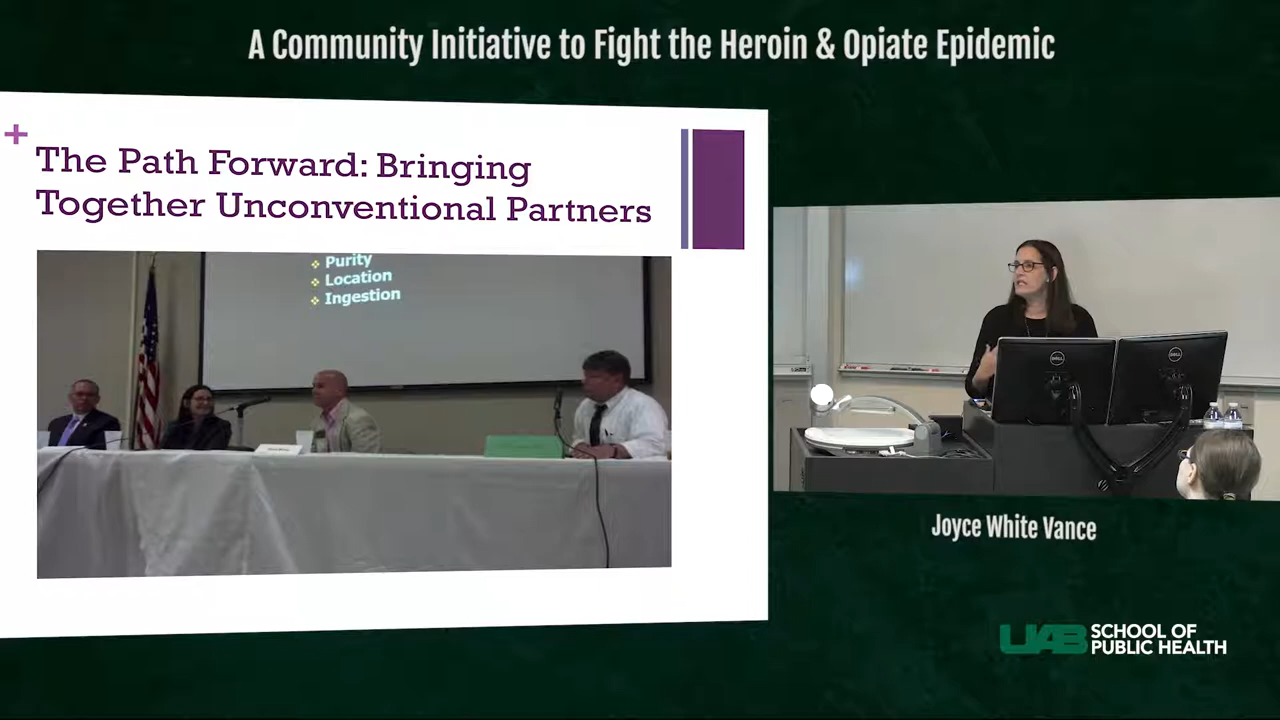 A Community Initiative to Fight the Heroin & Opiate Epidemic
+
The Path Forward: Bringing
Together Unconventional Partners
Purity
Location
Ingestion
DELL
DELL
Joyce White Vance
UAB SCHOOL OF
PUBLIC HEALTH